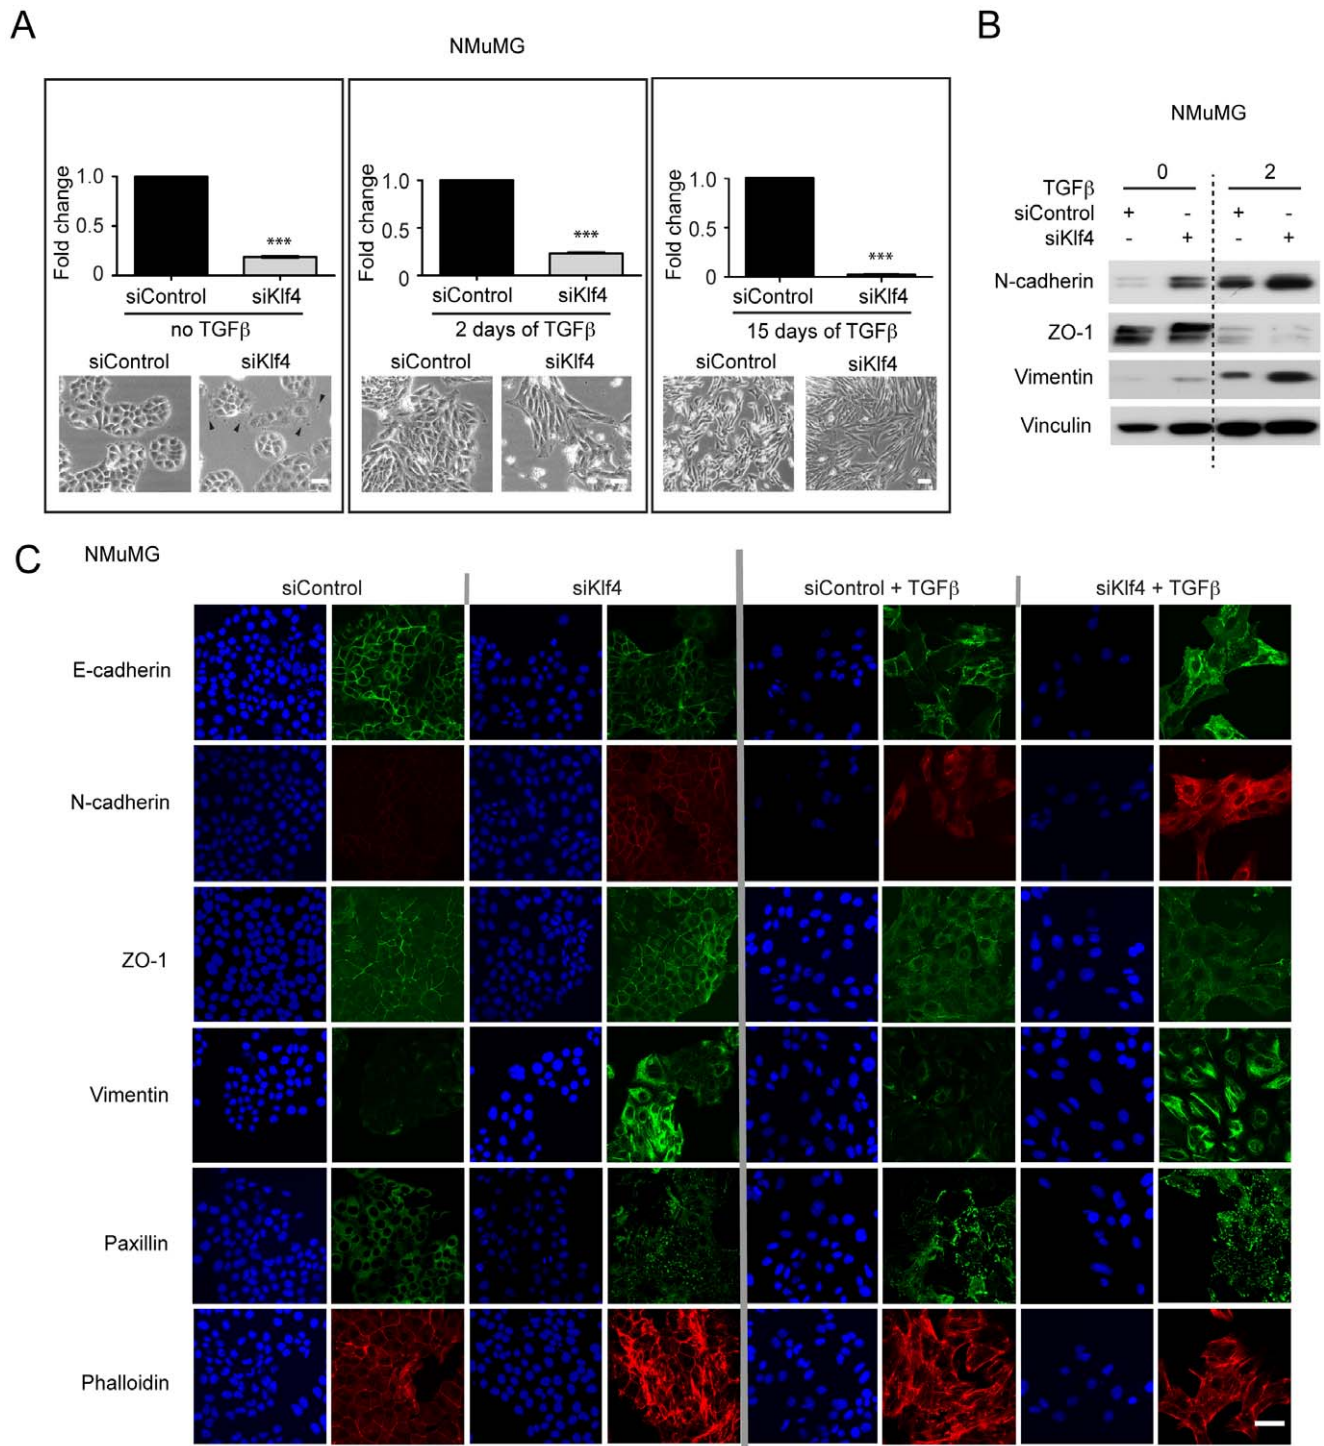 A
NMuMG
Fold change
1.0
0.5
0
***
siControl siKlf4
no TGFβ
siControl siKlf4
Fold change
1.0
0.5
0
***
siControl siKlf4
2 days of TGFβ
siControl siKlf4
Fold change
1.0
0.5
0
***
siControl siKlf4
15 days of TGFβ
siControl siKlf4
B
NMuMG
TGFβ 0 2
siControl + - + -
siKlf4 - + - +
N-cadherin
ZO-1
Vimentin
Vinculin
C
NMuMG
siControl siKlf4 siControl + TGFβ siKlf4 + TGFβ
E-cadherin
N-cadherin
ZO-1
Vimentin
Paxillin
Phalloidin